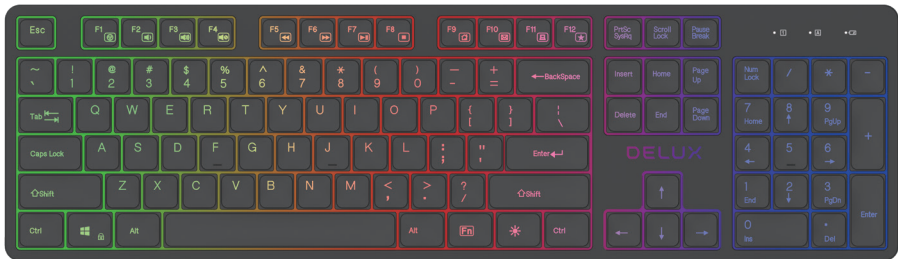 Esc F1 F2 F3 F4 F5 F6 F7 F8 F9 F10 F11 F12 PrtSc SysRq Scroll Lock Pause Break 1 A
~ ` ! 1 @ 2 # 3 $ 4 % 5 ^ 6 & 7 * 8 ( 9 ) 0 — - + = ←BackSpace Insert Home Page Up Num Lock / * -
Tab Q W E R T Y U I O P { [ } ] ¦ \ Delete End Page Down 7 Home 8 ↑ 9 PgUp +
Caps Lock A S D F G H J K L : ; " ' Enter DELUX 4 ← 5 6 →
⇧Shift Z X C V B N M < , > . ? / ⇧Shift ↑ 1 End 2 ↓ 3 PgDn Enter
Ctrl Alt Alt Fn Ctrl ← ↓ → 0 Ins . Del